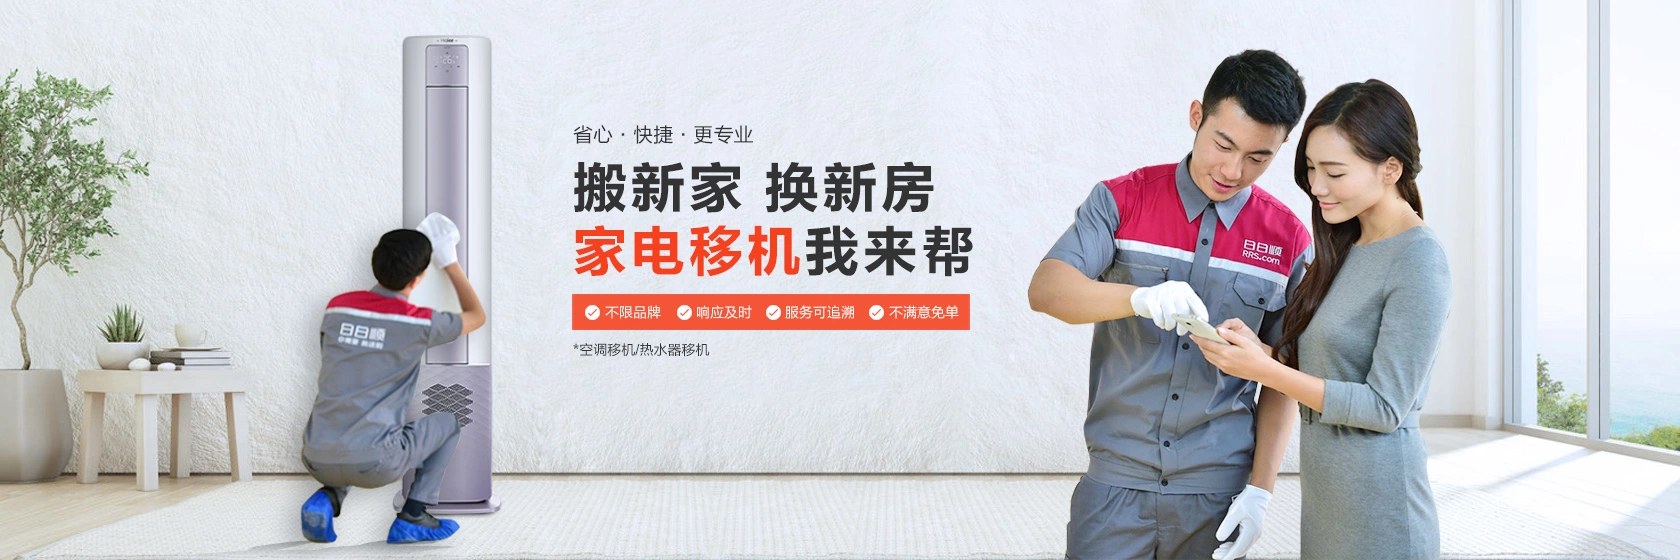 省心 · 快捷 · 更专业
搬新家 换新房
家电移机我来帮
不限品牌 响应及时 服务可追溯 不满意免单
*空调移机/热水器移机
日日顺
RRS.com
日日顺
26